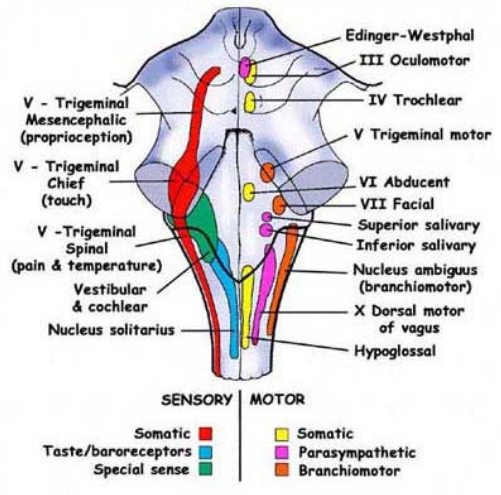 Edinger-Westphal
III Oculomotor
IV Trochlear
V Trigeminal motor
VI Abducent
VII Facial
Superior salivary
Inferior salivary
Nucleus ambiguus
(branchiomotor)
X Dorsal motor
of vagus
Hypoglossal
V - Trigeminal
Mesencephalic
(proprioception)
V - Trigeminal
Chief
(touch)
V -Trigeminal
Spinal
(pain & temperature)
Vestibular
& cochlear
Nucleus solitarius
SENSORY MOTOR
Somatic
Taste/baroreceptors
Special sense
Somatic
Parasympathetic
Branchiomotor